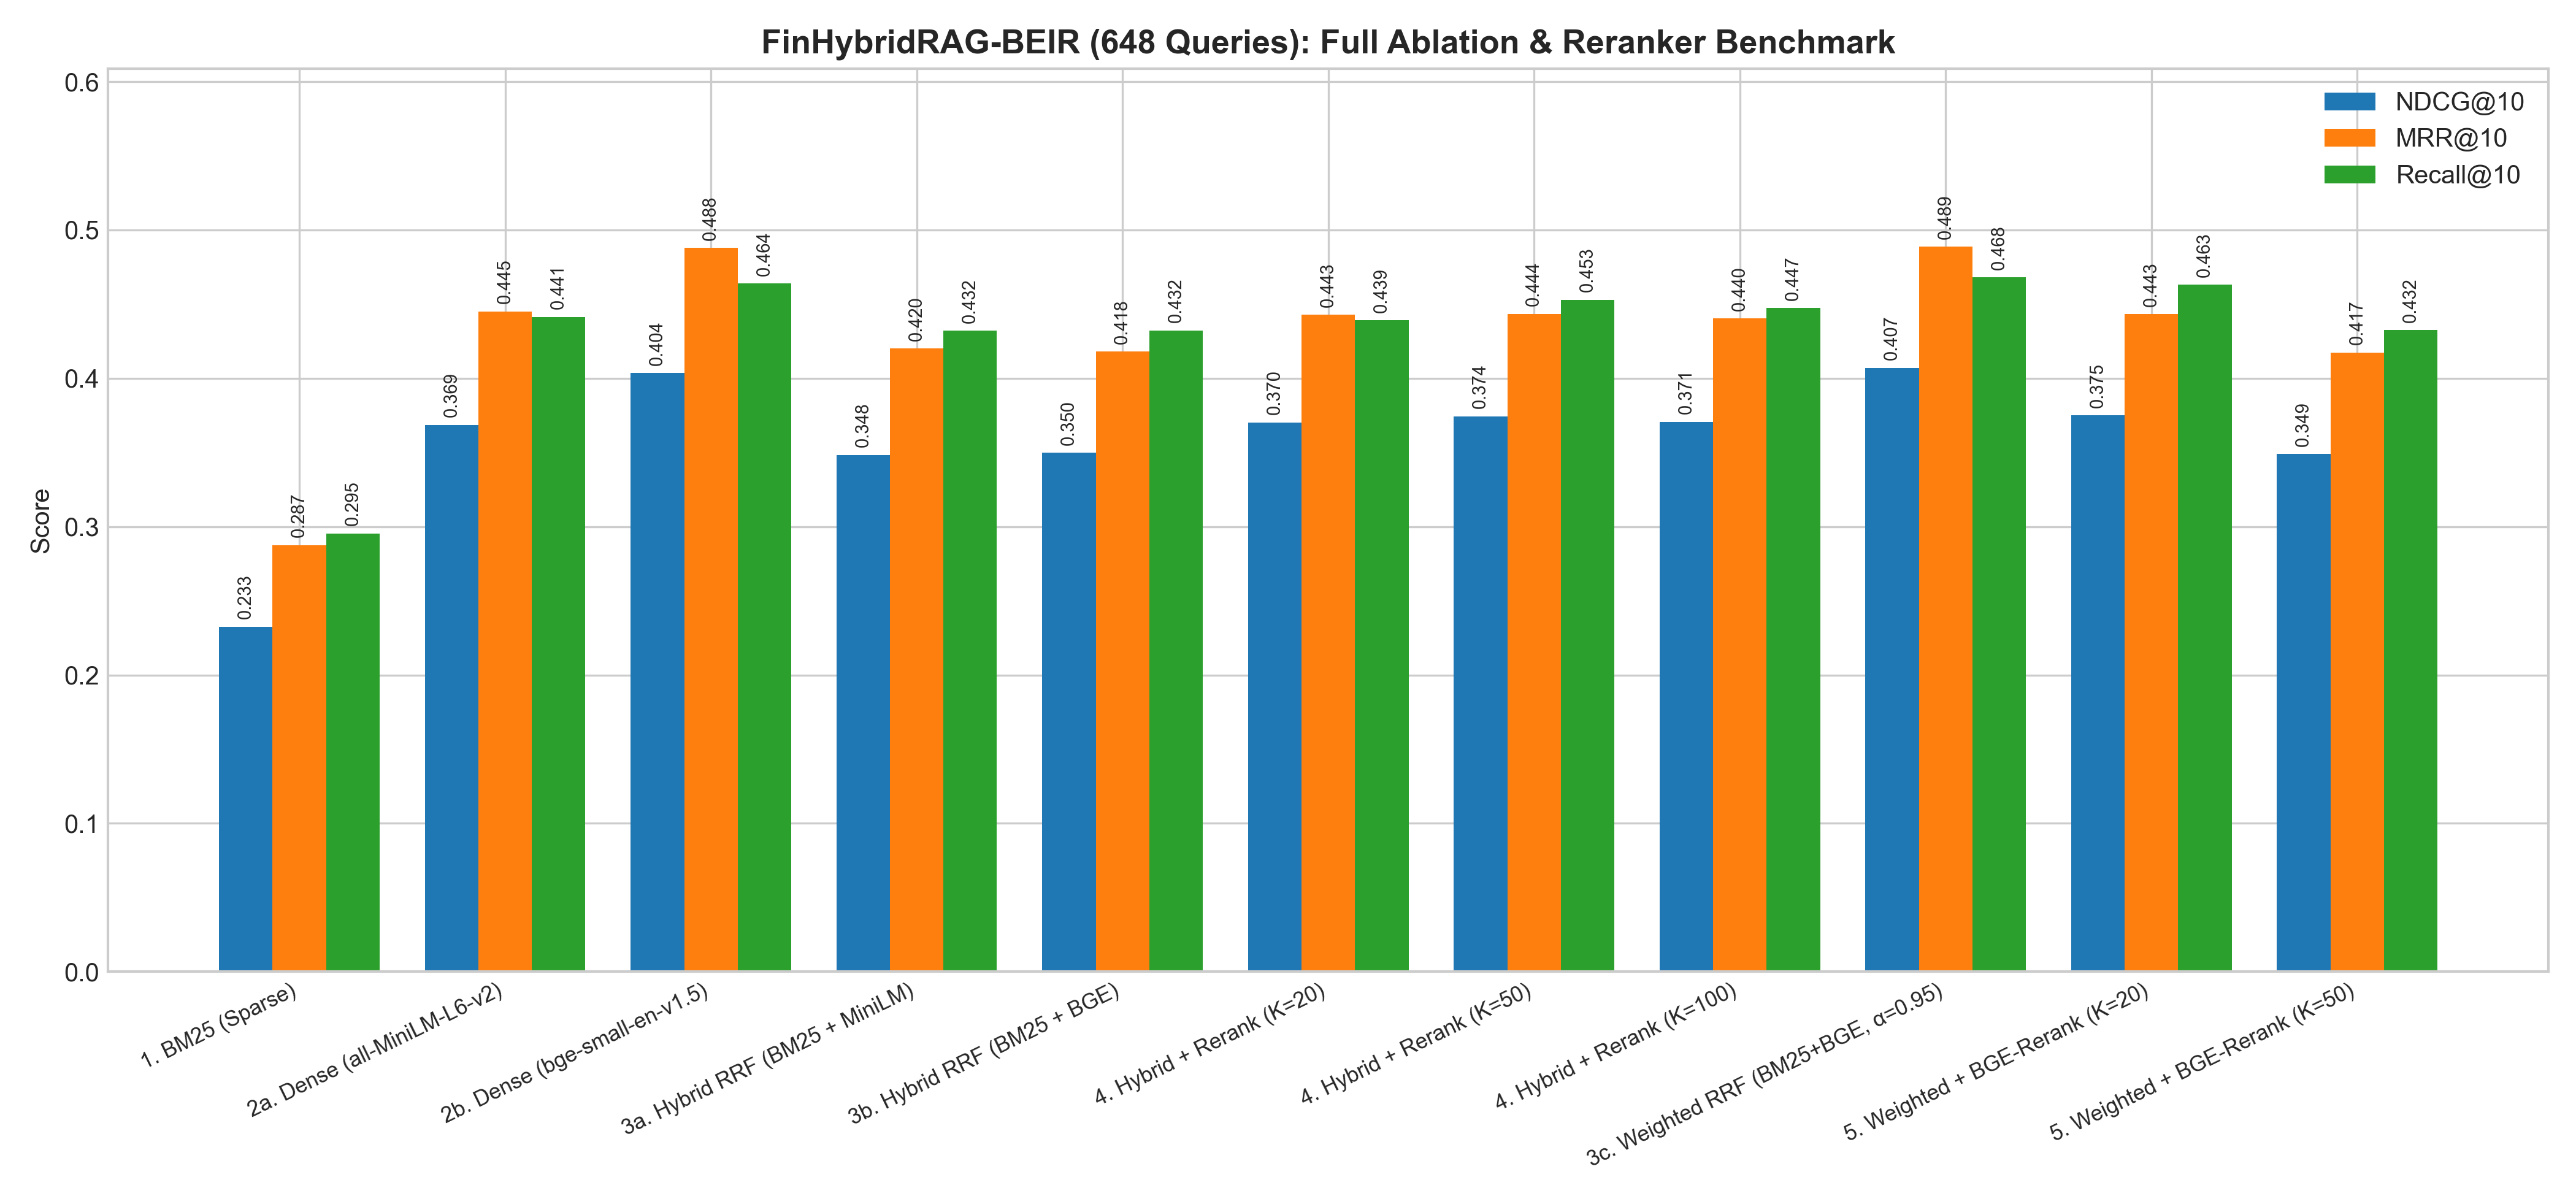 FinHybridRAG-BEIR (648 Queries): Full Ablation & Reranker Benchmark
NDCG@10
MRR@10
Recall@10
Score
0.6
0.5
0.4
0.3
0.2
0.1
0.0
0.233
0.287
0.295
0.369
0.445
0.441
0.404
0.488
0.464
0.348
0.420
0.432
0.350
0.418
0.432
0.370
0.443
0.439
0.374
0.444
0.453
0.371
0.440
0.447
0.407
0.489
0.468
0.375
0.443
0.463
0.349
0.417
0.432
1. BM25 (Sparse)
2a. Dense (all-MiniLM-L6-v2)
2b. Dense (bge-small-en-v1.5)
3a. Hybrid RRF (BM25 + MiniLM)
3b. Hybrid RRF (BM25 + BGE)
4. Hybrid + Rerank (K=20)
4. Hybrid + Rerank (K=50)
4. Hybrid + Rerank (K=100)
3c. Weighted RRF (BM25+BGE, α=0.95)
5. Weighted + BGE-Rerank (K=20)
5. Weighted + BGE-Rerank (K=50)